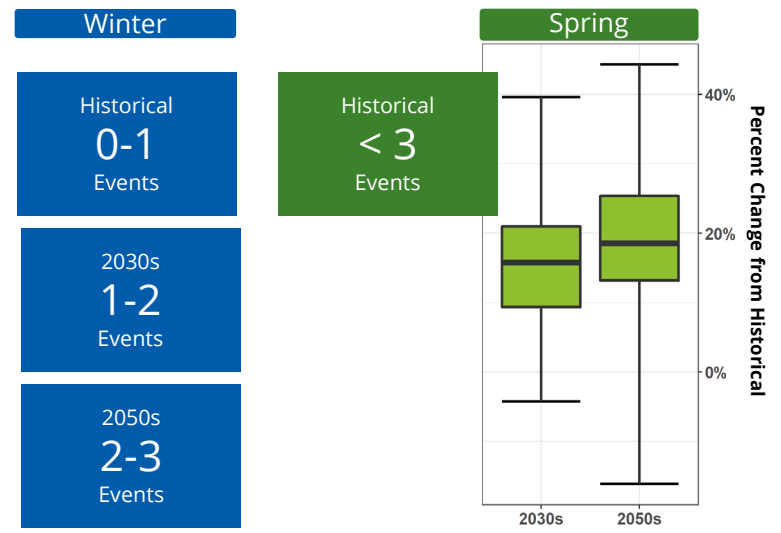 Winter
Historical
0-1
Events
2030s
1-2
Events
2050s
2-3
Events
Spring
Historical
< 3
Events
40%
20%
0%
Percent Change from Historical
2030s
2050s